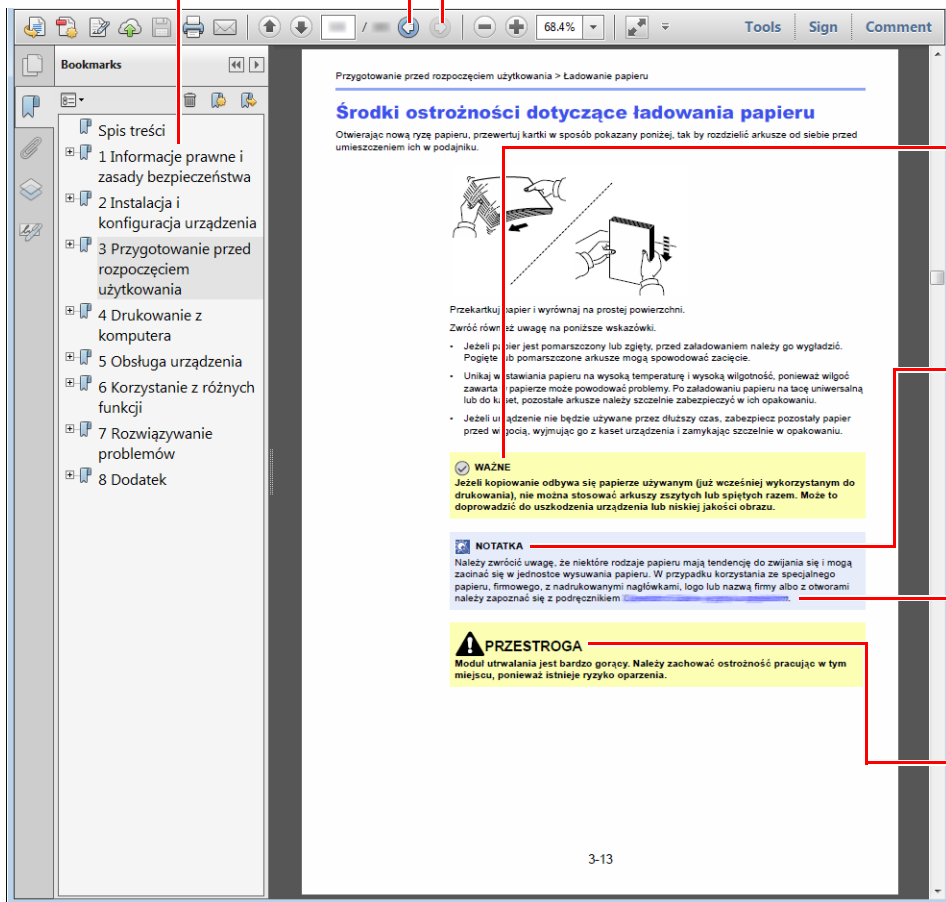 /
68.4%
Tools
Sign
Comment
Bookmarks
Spis treści
1 Informacje prawne i
zasady bezpieczeństwa
2 Instalacja i
konfiguracja urządzenia
3 Przygotowanie przed
rozpoczęciem
użytkowania
4 Drukowanie z
komputera
5 Obsługa urządzenia
6 Korzystanie z różnych
funkcji
7 Rozwiązywanie
problemów
8 Dodatek
Przygotowanie przed rozpoczęciem użytkowania > Ładowanie papieru
Środki ostrożności dotyczące ładowania papieru
Otwierając nową ryzę papieru, przewertuj kartki w sposób pokazany poniżej, tak by rozdzielić arkusze od siebie przed
umieszczeniem ich w podajniku.
Przekartkuj papier i wyrównaj na prostej powierzchni.
Zwróć również uwagę na poniższe wskazówki.
• Jeżeli papier jest pomarszczony lub zgięty, przed załadowaniem należy go wygładzić.
Pogięte lub pomarszczone arkusze mogą spowodować zacięcie.
• Unikaj wystawiania papieru na wysoką temperaturę i wysoką wilgotność, ponieważ wilgoć
zawarta w papierze może powodować problemy. Po załadowaniu papieru na tacę uniwersalną
lub do kaset, pozostałe arkusze należy szczelnie zabezpieczyć w ich opakowaniu.
• Jeżeli urządzenie nie będzie używane przez dłuższy czas, zabezpiecz pozostały papier
przed wilgocią, wyjmując go z kaset urządzenia i zamykając szczelnie w opakowaniu.
WAŻNE
Jeżeli kopiowanie odbywa się papierze używanym (już wcześniej wykorzystanym do
drukowania), nie można stosować arkuszy zszytych lub spiętych razem. Może to
doprowadzić do uszkodzenia urządzenia lub niskiej jakości obrazu.
NOTATKA
Należy zwrócić uwagę, że niektóre rodzaje papieru mają tendencję do zwijania się i mogą
zacinać się w jednostce wysuwania papieru. W przypadku korzystania ze specjalnego
papieru, firmowego, z nadrukowanymi nagłówkami, logo lub nazwą firmy albo z otworami
należy zapoznać się z podręcznikiem
PRZESTROGA
Moduł utrwalania jest bardzo gorący. Należy zachować ostrożność pracując w tym
miejscu, ponieważ istnieje ryzyko oparzenia.
3-13